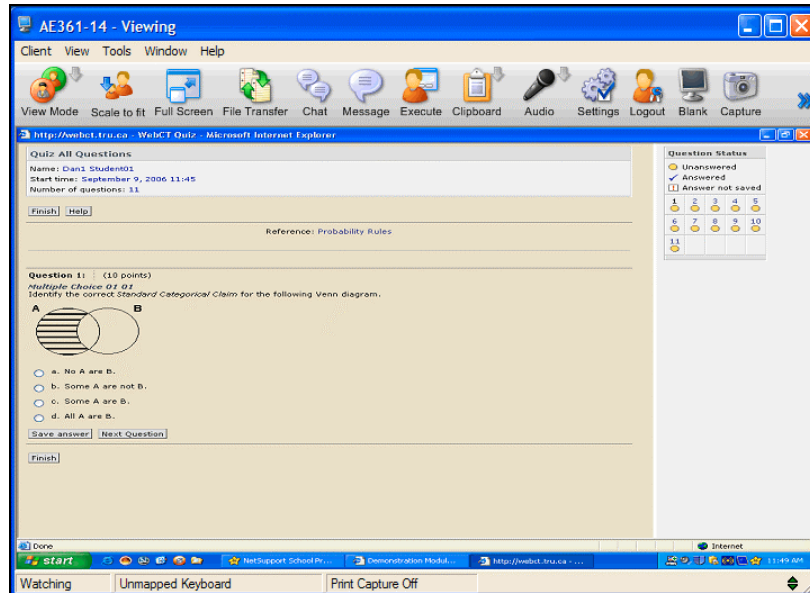 AE361-14 - Viewing
Client View Tools Window Help
View Mode Scale to fit Full Screen File Transfer Chat Message Execute Clipboard Audio Settings Logout Blank Capture
http://webct.tru.ca - WebCT Quiz - Microsoft Internet Explorer
Quiz All Questions
Name: Dan1 Student01
Start time: September 9, 2006 11:45
Number of questions: 11
Finish Help
Reference: Probability Rules
Question 1: (10 points)
Multiple Choice 01 01
Identify the correct Standard Categorical Claim for the following Venn diagram.
A B
a. No A are B.
b. Some A are not B.
c. Some A are B.
d. All A are B.
Save answer Next Question
Finish
Question Status
Unanswered
Answered
Answer not saved
1 2 3 4 5
6 7 8 9 10
11
Done Internet
start NetSupport School Pr... Demonstration Modul... http://webct.tru.ca - ... 11:49 AM
Watching Unmapped Keyboard Print Capture Off